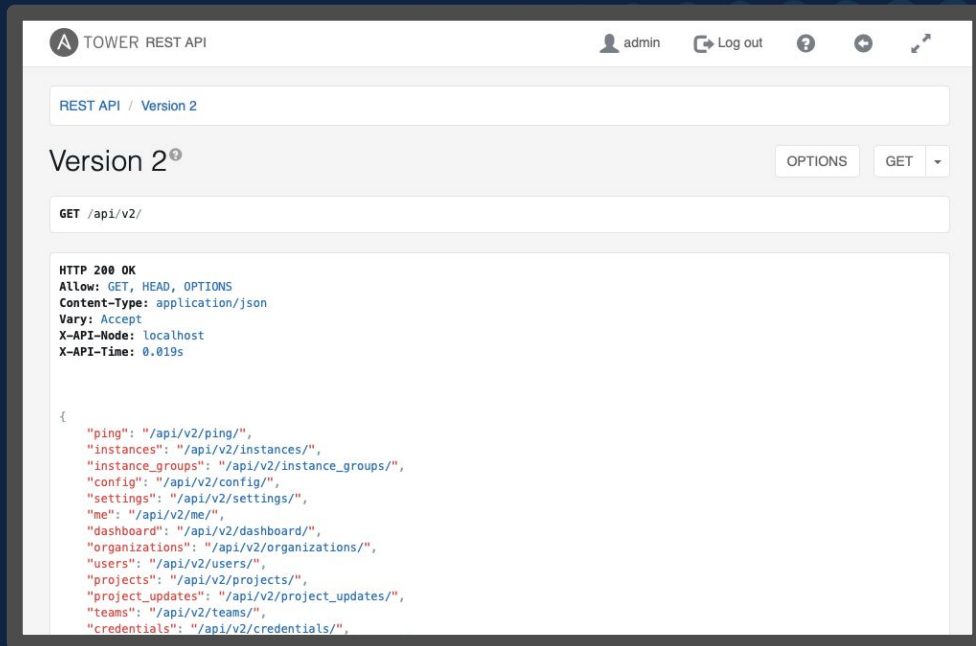 A TOWER REST API
admin
Log out
?
REST API / Version 2
Version 2 ?
OPTIONS
GET
GET /api/v2/
HTTP 200 OK
Allow: GET, HEAD, OPTIONS
Content-Type: application/json
Vary: Accept
X-API-Node: localhost
X-API-Time: 0.019s
{
"ping": "/api/v2/ping/",
"instances": "/api/v2/instances/",
"instance_groups": "/api/v2/instance_groups/",
"config": "/api/v2/config/",
"settings": "/api/v2/settings/",
"me": "/api/v2/me/",
"dashboard": "/api/v2/dashboard/",
"organizations": "/api/v2/organizations/",
"users": "/api/v2/users/",
"projects": "/api/v2/projects/",
"project_updates": "/api/v2/project_updates/",
"teams": "/api/v2/teams/",
"credentials": "/api/v2/credentials/",